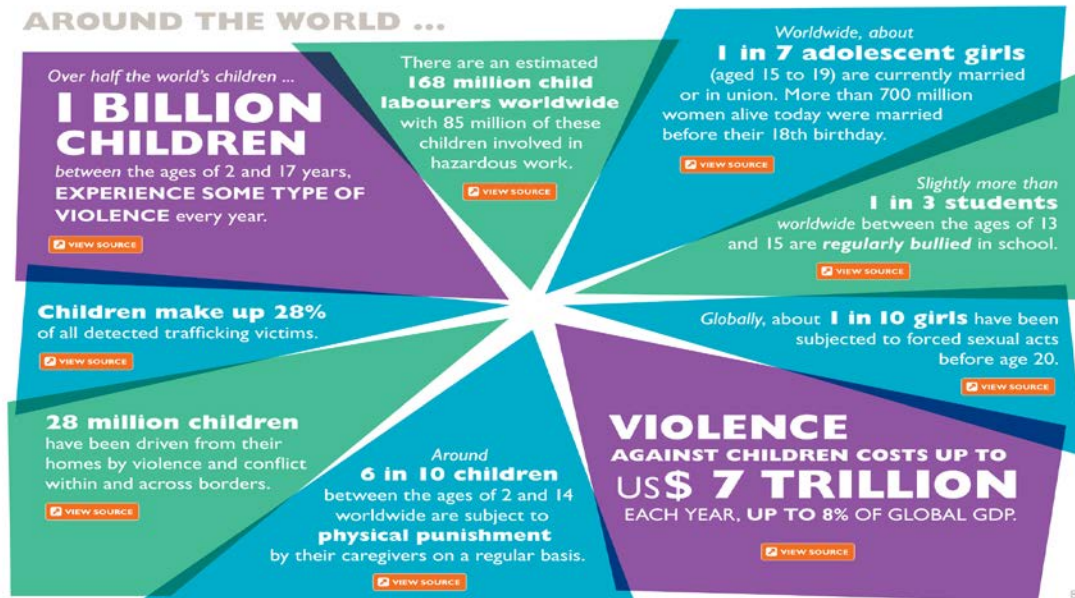 AROUND THE WORLD ...
Over half the world's children ...
1 BILLION
CHILDREN
between the ages of 2 and 17 years,
EXPERIENCE SOME TYPE OF
VIOLENCE every year.
VIEW SOURCE
There are an estimated
168 million child
labourers worldwide
with 85 million of these
children involved in
hazardous work.
VIEW SOURCE
Worldwide, about
1 in 7 adolescent girls
(aged 15 to 19) are currently married
or in union. More than 700 million
women alive today were married
before their 18th birthday.
VIEW SOURCE
Slightly more than
1 in 3 students
worldwide between the ages of 13
and 15 are regularly bullied in school.
VIEW SOURCE
Globally, about 1 in 10 girls have been
subjected to forced sexual acts
before age 20.
VIEW SOURCE
VIOLENCE
AGAINST CHILDREN COSTS UP TO
US$ 7 TRILLION
EACH YEAR, UP TO 8% OF GLOBAL GDP.
VIEW SOURCE
Around
6 in 10 children
between the ages of 2 and 14
worldwide are subject to
physical punishment
by their caregivers on a regular basis.
VIEW SOURCE
28 million children
have been driven from their
homes by violence and conflict
within and across borders.
VIEW SOURCE
Children make up 28%
of all detected trafficking victims.
VIEW SOURCE
8